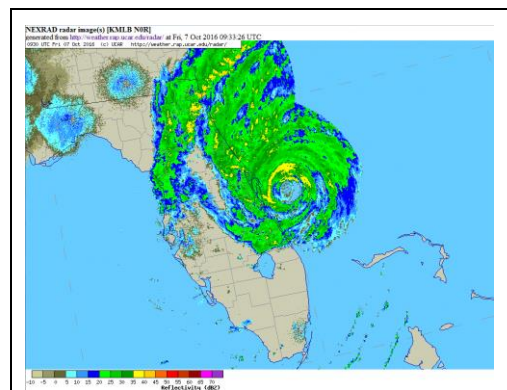 NEXRAD radar image(s) [KMLB N0R]
generated from http://weather.rap.ucar.edu/radar/ at Fri, 7 Oct 2016 09:33:26 UTC
0930 UTC Fri 07 Oct 2016 (c) UCAR http://weather.rap.ucar.edu/radar/
-10 -5 0 5 10 15 20 25 30 35 40 45 50 55 60 65 70
Reflectivity (dBZ)